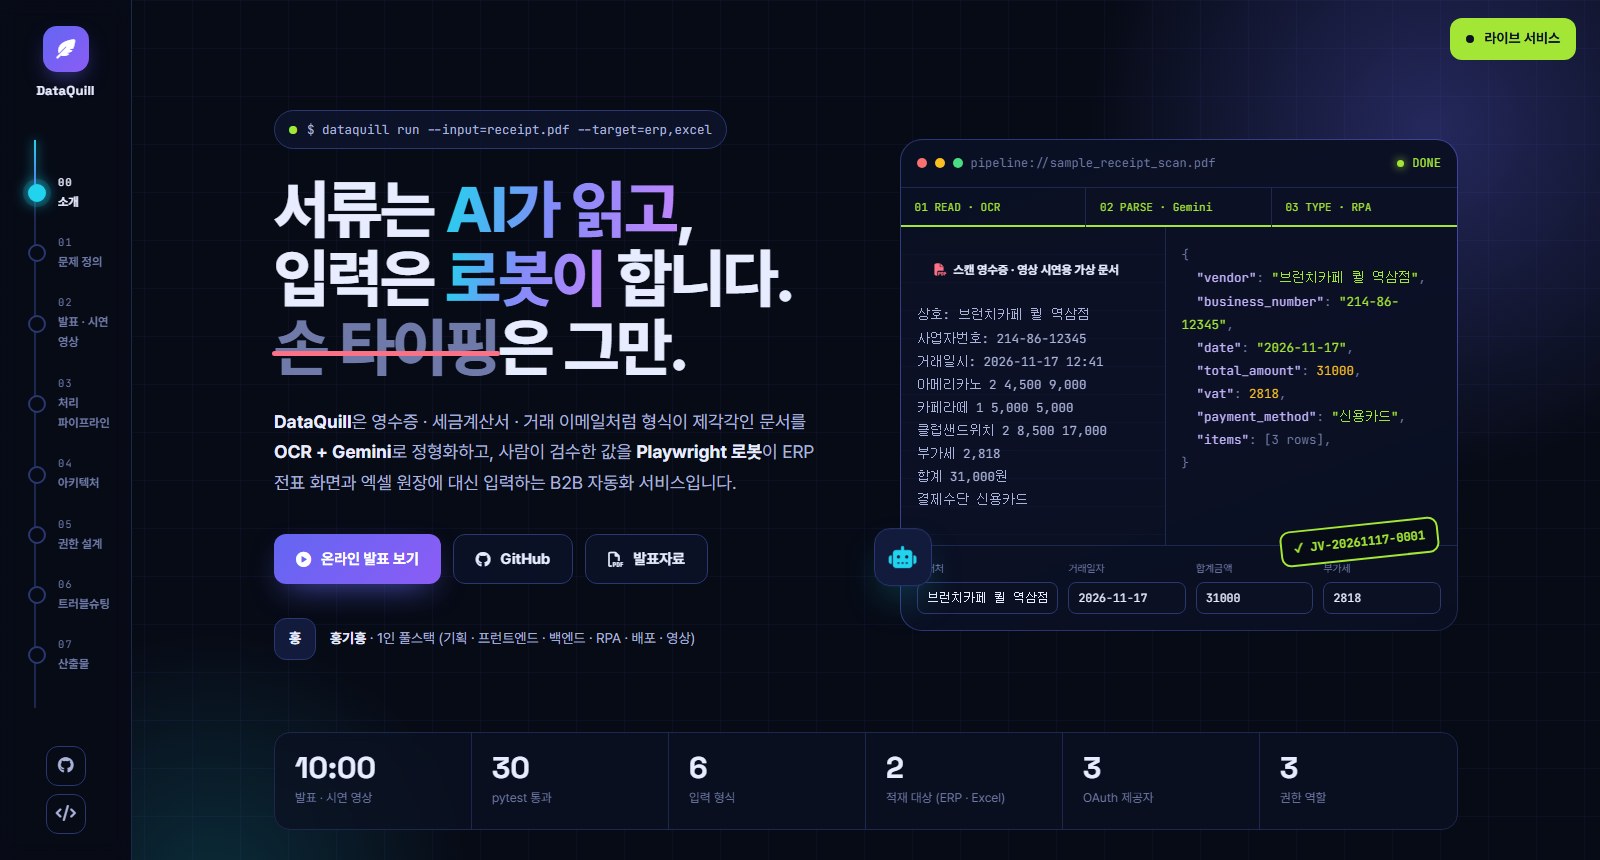 DataQuill
00
소개
01
문제 정의
02
발표 · 시연
영상
03
처리
파이프라인
04
아키텍처
05
권한 설계
06
트러블슈팅
07
산출물
라이브 서비스
$ dataquill run --input=receipt.pdf --target=erp,excel
서류는 AI가 읽고,
입력은 로봇이 합니다.
손 타이핑은 그만.
DataQuill은 영수증 · 세금계산서 · 거래 이메일처럼 형식이 제각각인 문서를
OCR + Gemini로 정형화하고, 사람이 검수한 값을 Playwright 로봇이 ERP
전표 화면과 엑셀 원장에 대신 입력하는 B2B 자동화 서비스입니다.
온라인 발표 보기
GitHub
발표자료
홍
홍기홍 · 1인 풀스택 (기획 · 프런트엔드 · 백엔드 · RPA · 배포 · 영상)
pipeline://sample_receipt_scan.pdf
DONE
01 READ · OCR
02 PARSE · Gemini
03 TYPE · RPA
스캔 영수증 · 영상 시연용 가상 문서
상호: 브런치카페 퀼 역삼점
사업자번호: 214-86-12345
거래일시: 2026-11-17 12:41
아메리카노 2 4,500 9,000
카페라떼 1 5,000 5,000
클럽샌드위치 2 8,500 17,000
부가세 2,818
합계 31,000원
결제수단 신용카드
{
"vendor": "브런치카페 퀼 역삼점",
"business_number": "214-86-
12345",
"date": "2026-11-17",
"total_amount": 31000,
"vat": 2818,
"payment_method": "신용카드",
"items": [3 rows],
}
✓ JV-20261117-0001
처
거래일자
합계금액
부가세
브런치카페 퀼 역삼점
2026-11-17
31000
2818
10:00
발표 · 시연 영상
30
pytest 통과
6
입력 형식
2
적재 대상 (ERP · Excel)
3
OAuth 제공자
3
권한 역할